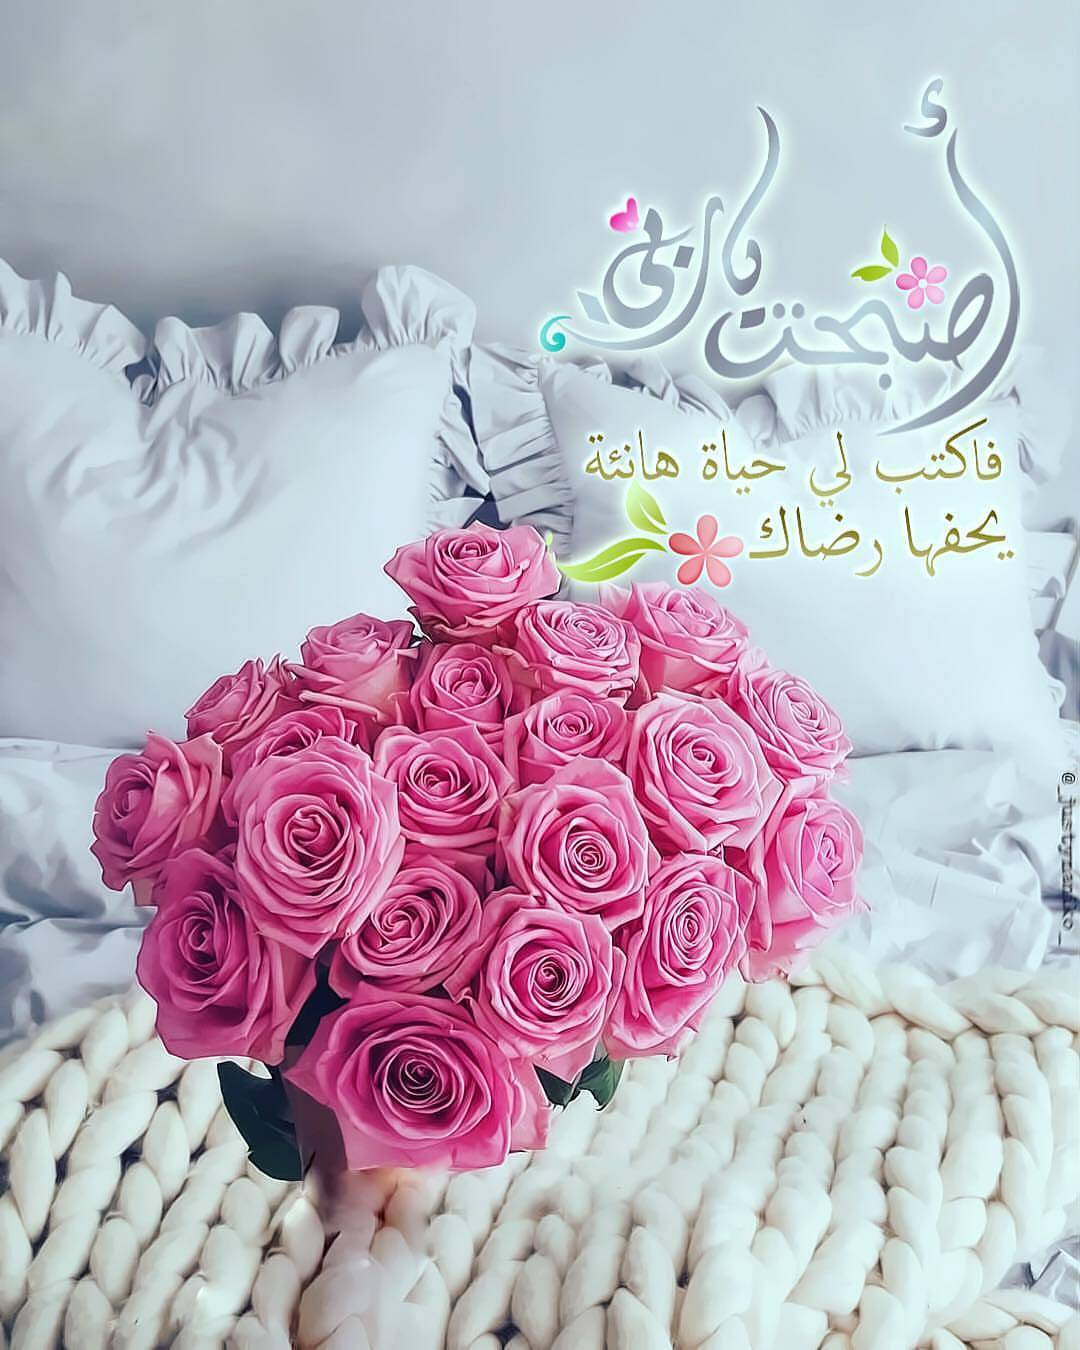 أصبحت يا ربي
فاكتب لي حياة هانئة
يحفها رضاك